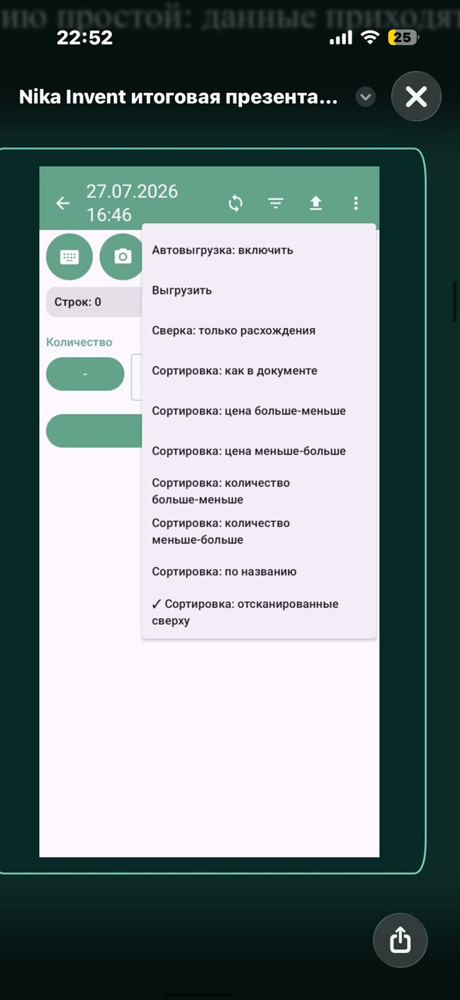 ию простой: данные приходят
22:52
25
Nika Invent итоговая презента...
27.07.2026
16:46
Автовыгрузка: включить
Выгрузить
Строк: 0
Сверка: только расхождения
Количество
-
Сортировка: как в документе
Сортировка: цена больше-меньше
Сортировка: цена меньше-больше
Сортировка: количество
больше-меньше
Сортировка: количество
меньше-больше
Сортировка: по названию
✓ Сортировка: отсканированные
сверху